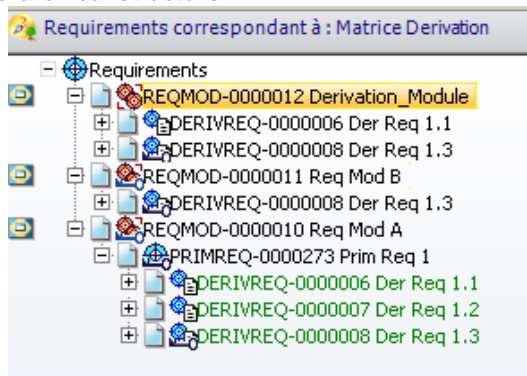 Requirements correspondant à : Matrice Derivation
Requirements
REQMOD-0000012 Derivation_Module
DERIVREQ-0000006 Der Req 1.1
DERIVREQ-0000008 Der Req 1.3
REQMOD-0000011 Req Mod B
DERIVREQ-0000008 Der Req 1.3
REQMOD-0000010 Req Mod A
PRIMREQ-0000273 Prim Req 1
DERIVREQ-0000006 Der Req 1.1
DERIVREQ-0000007 Der Req 1.2
DERIVREQ-0000008 Der Req 1.3